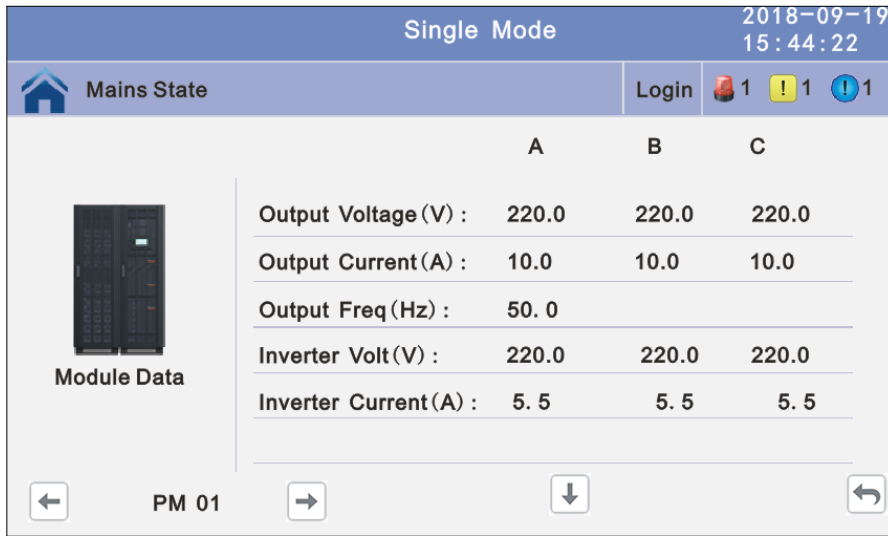 Single Mode
2018-09-19
15:44:22
Mains State
Login
1
! 1
! 1
A B C
Output Voltage(V): 220.0 220.0 220.0
Output Current(A): 10.0 10.0 10.0
Output Freq(Hz): 50. 0
Inverter Volt(V): 220.0 220.0 220.0
Inverter Current(A): 5. 5 5. 5 5. 5
Module Data
PM 01